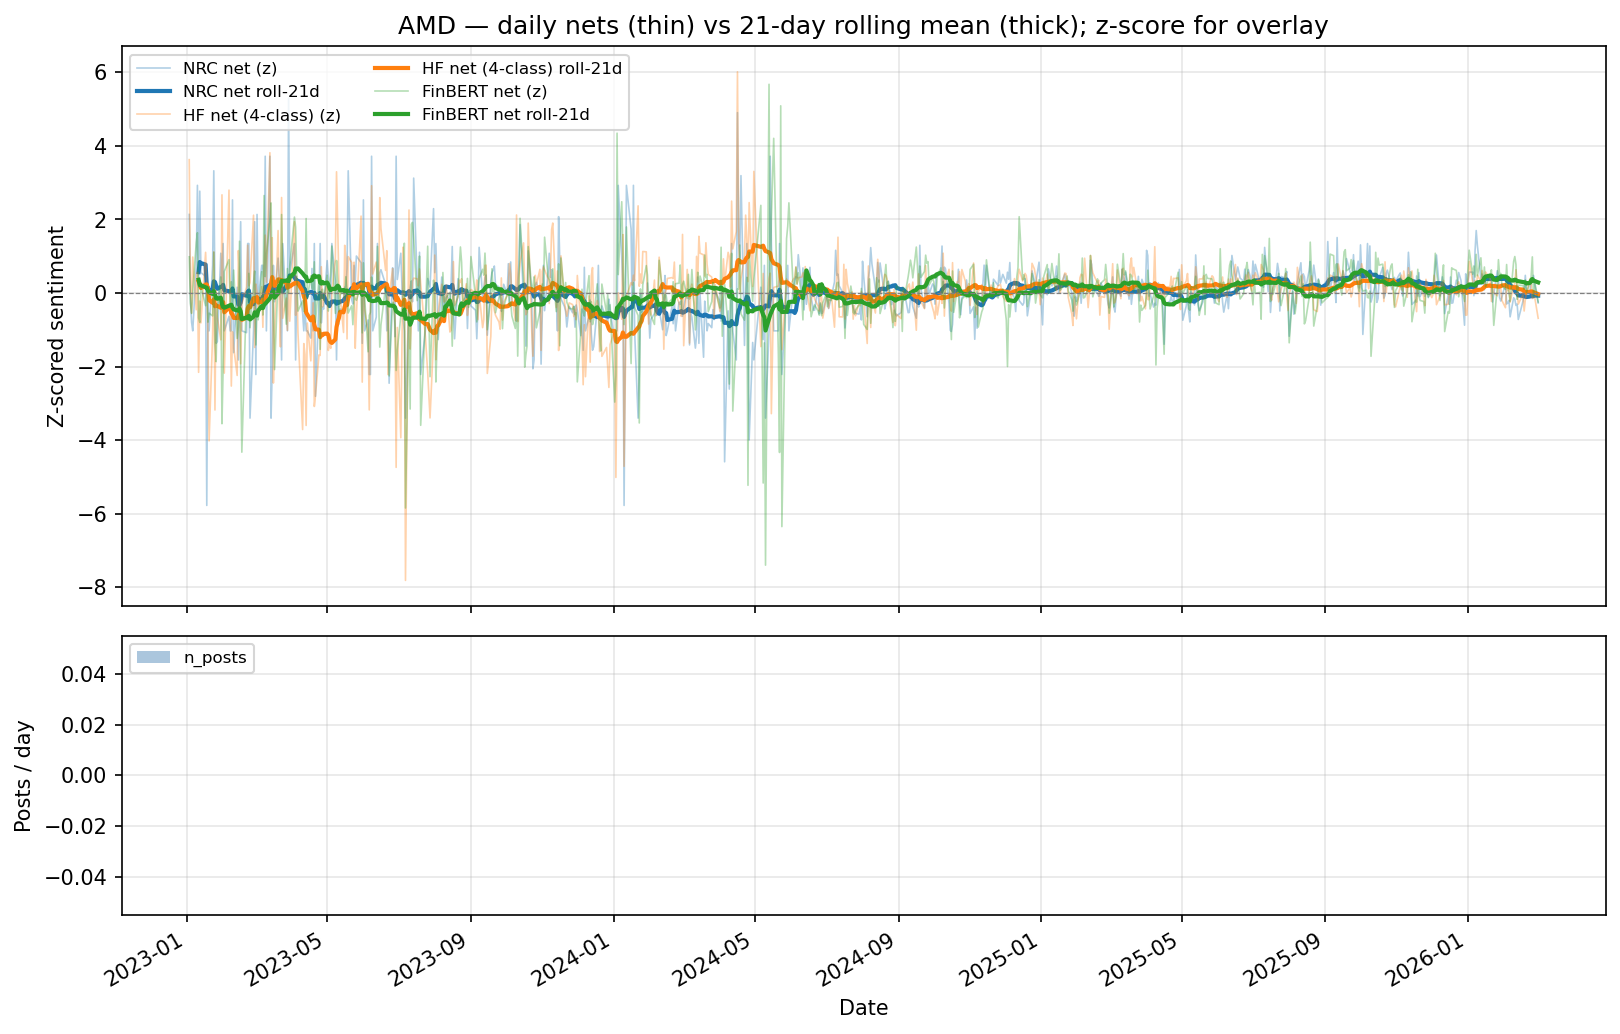 AMD — daily nets (thin) vs 21-day rolling mean (thick); z-score for overlay
NRC net (z)
NRC net roll-21d
HF net (4-class) (z)
HF net (4-class) roll-21d
FinBERT net (z)
FinBERT net roll-21d
Z-scored sentiment
6
4
2
0
−2
−4
−6
−8
n_posts
Posts / day
0.04
0.02
0.00
−0.02
−0.04
2023-01
2023-05
2023-09
2024-01
2024-05
2024-09
2025-01
2025-05
2025-09
2026-01
Date